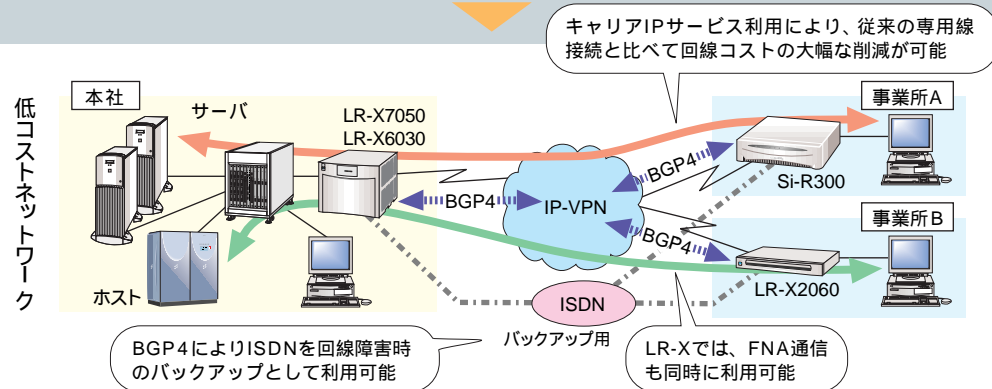 キャリアIPサービス利用により、従来の専用線
接続と比べて回線コストの大幅な削減が可能
低コストネットワーク
本社
サーバ
LR-X7050
LR-X6030
ホスト
BGP4
IP-VPN
BGP4
BGP4
事業所A
Si-R300
事業所B
LR-X2060
ISDN
バックアップ用
BGP4によりISDNを回線障害時
のバックアップとして利用可能
LR-Xでは、FNA通信
も同時に利用可能